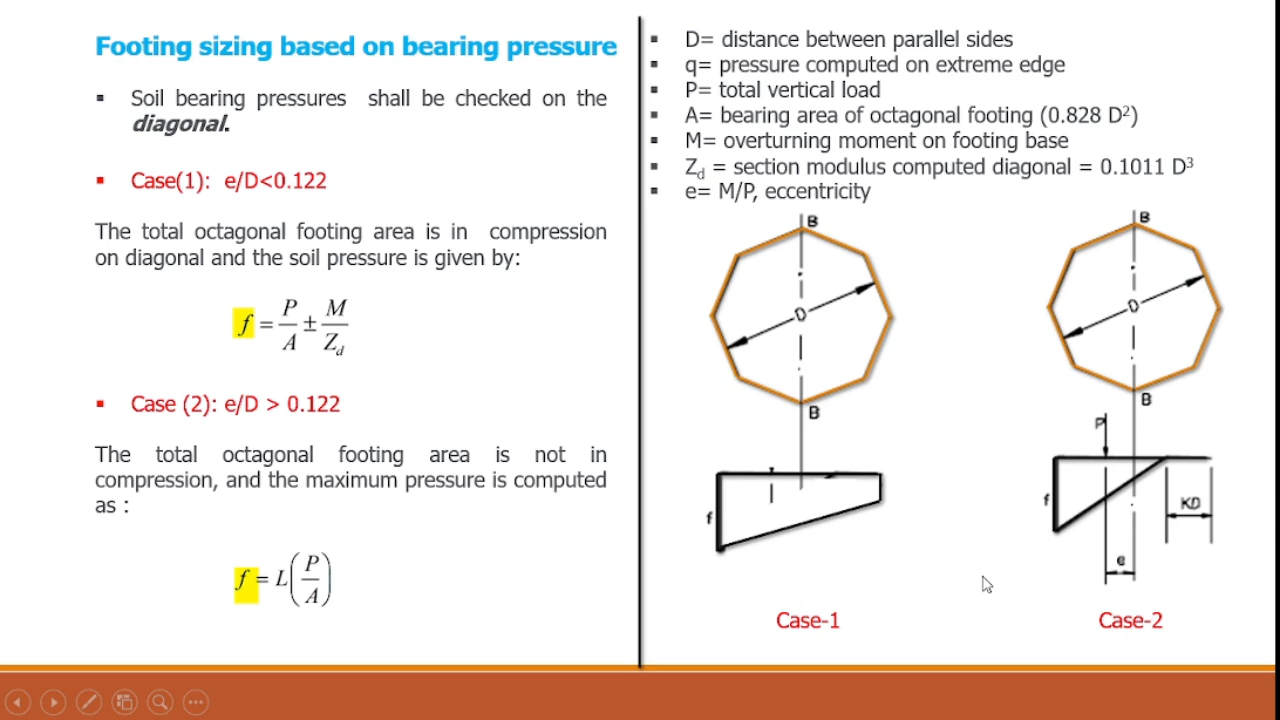 Footing sizing based on bearing pressure
▪ Soil bearing pressures shall be checked on the
diagonal.
▪ Case(1): e/D<0.122
The total octagonal footing area is in compression
on diagonal and the soil pressure is given by:
f = P/A ± M/Z_d
▪ Case (2): e/D > 0.122
The total octagonal footing area is not in
compression, and the maximum pressure is computed
as :
f = L(P/A)
▪ D= distance between parallel sides
▪ q= pressure computed on extreme edge
▪ P= total vertical load
▪ A= bearing area of octagonal footing (0.828 D²)
▪ M= overturning moment on footing base
▪ Z_d = section modulus computed diagonal = 0.1011 D³
▪ e= M/P, eccentricity
B
D
B
f
Case-1
B
D
B
P
f
KD
e
Case-2